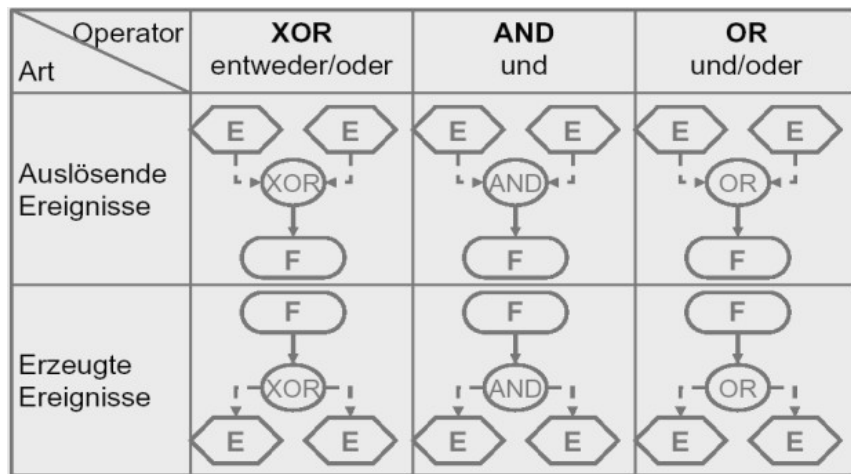 Operator
Art
XOR
entweder/oder
AND
und
OR
und/oder
Auslösende
Ereignisse
E E E E E E
XOR AND OR
F F F
Erzeugte
Ereignisse
F F F
XOR AND OR
E E E E E E